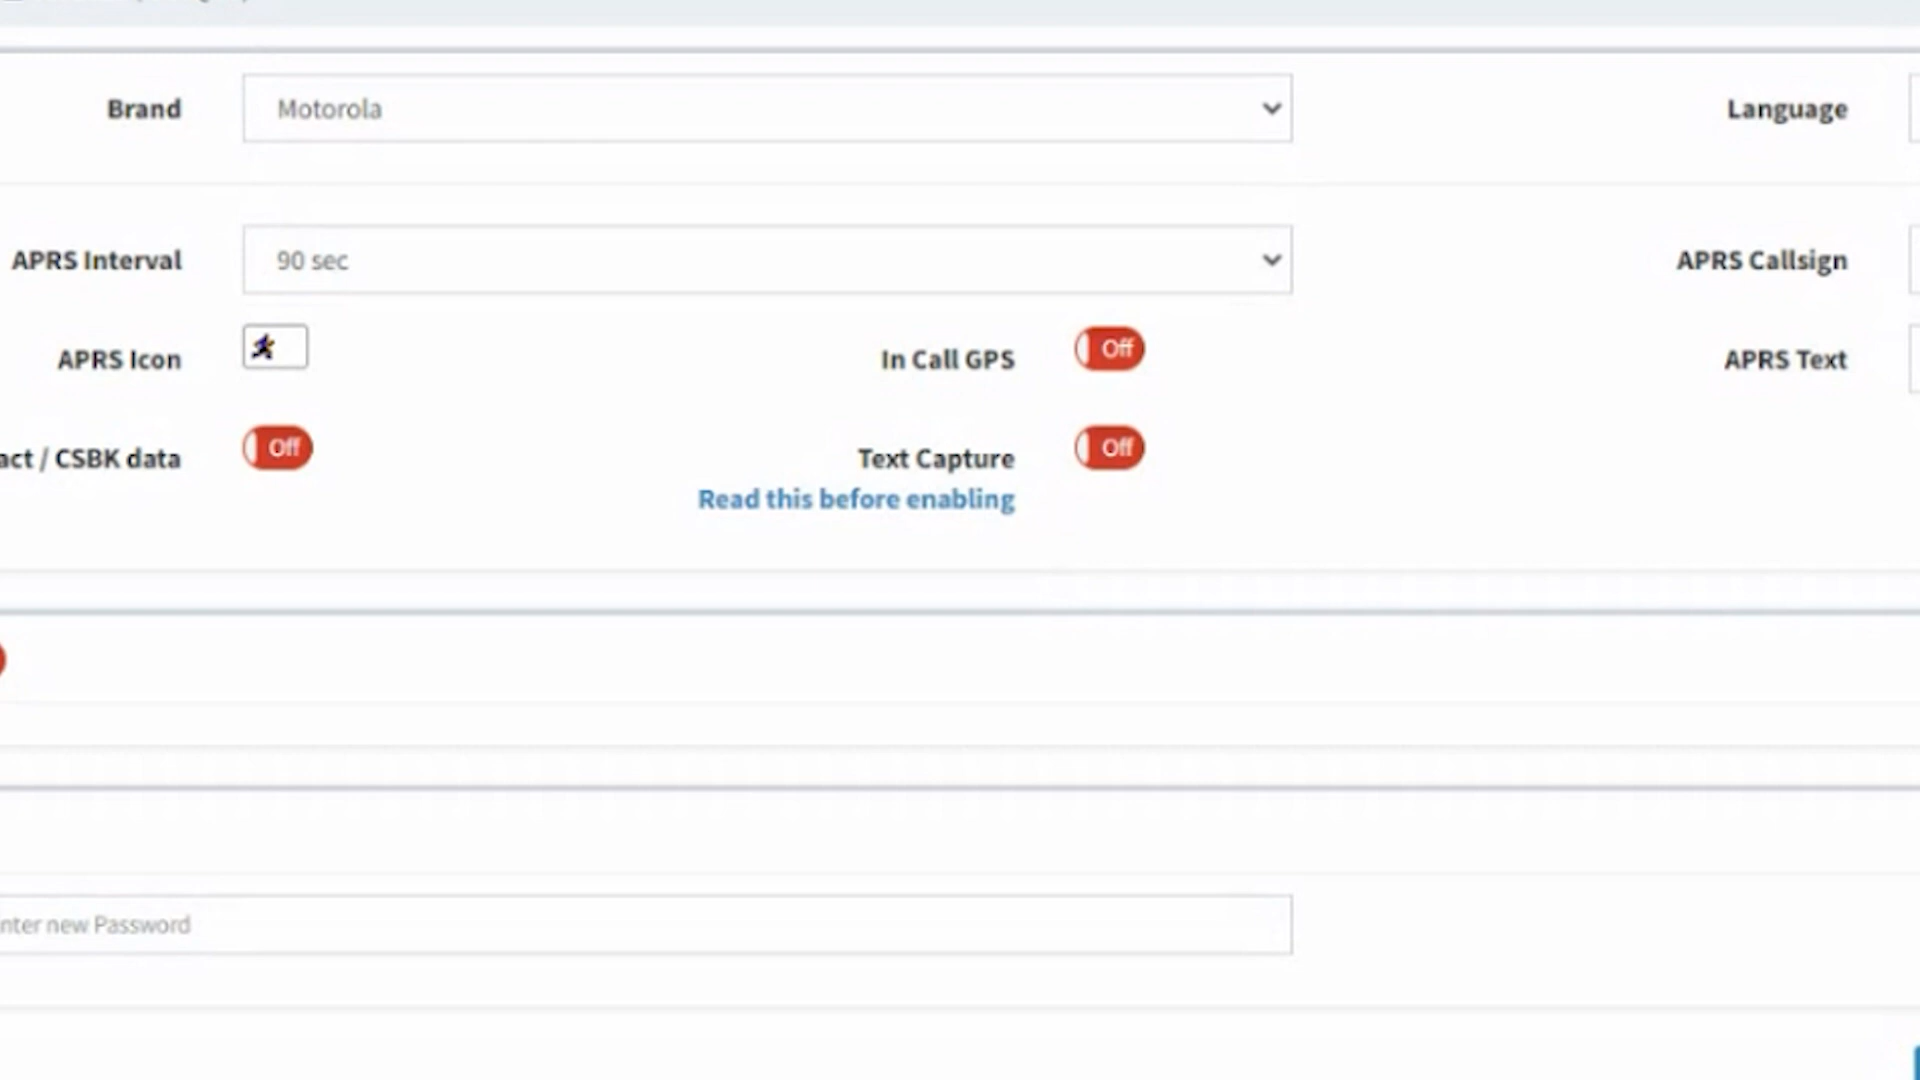 Brand Motorola Language
APRS Interval 90 sec APRS Callsign
APRS Icon In Call GPS Off APRS Text
act / CSBK data Off Text Capture Off
Read this before enabling
nter new Password